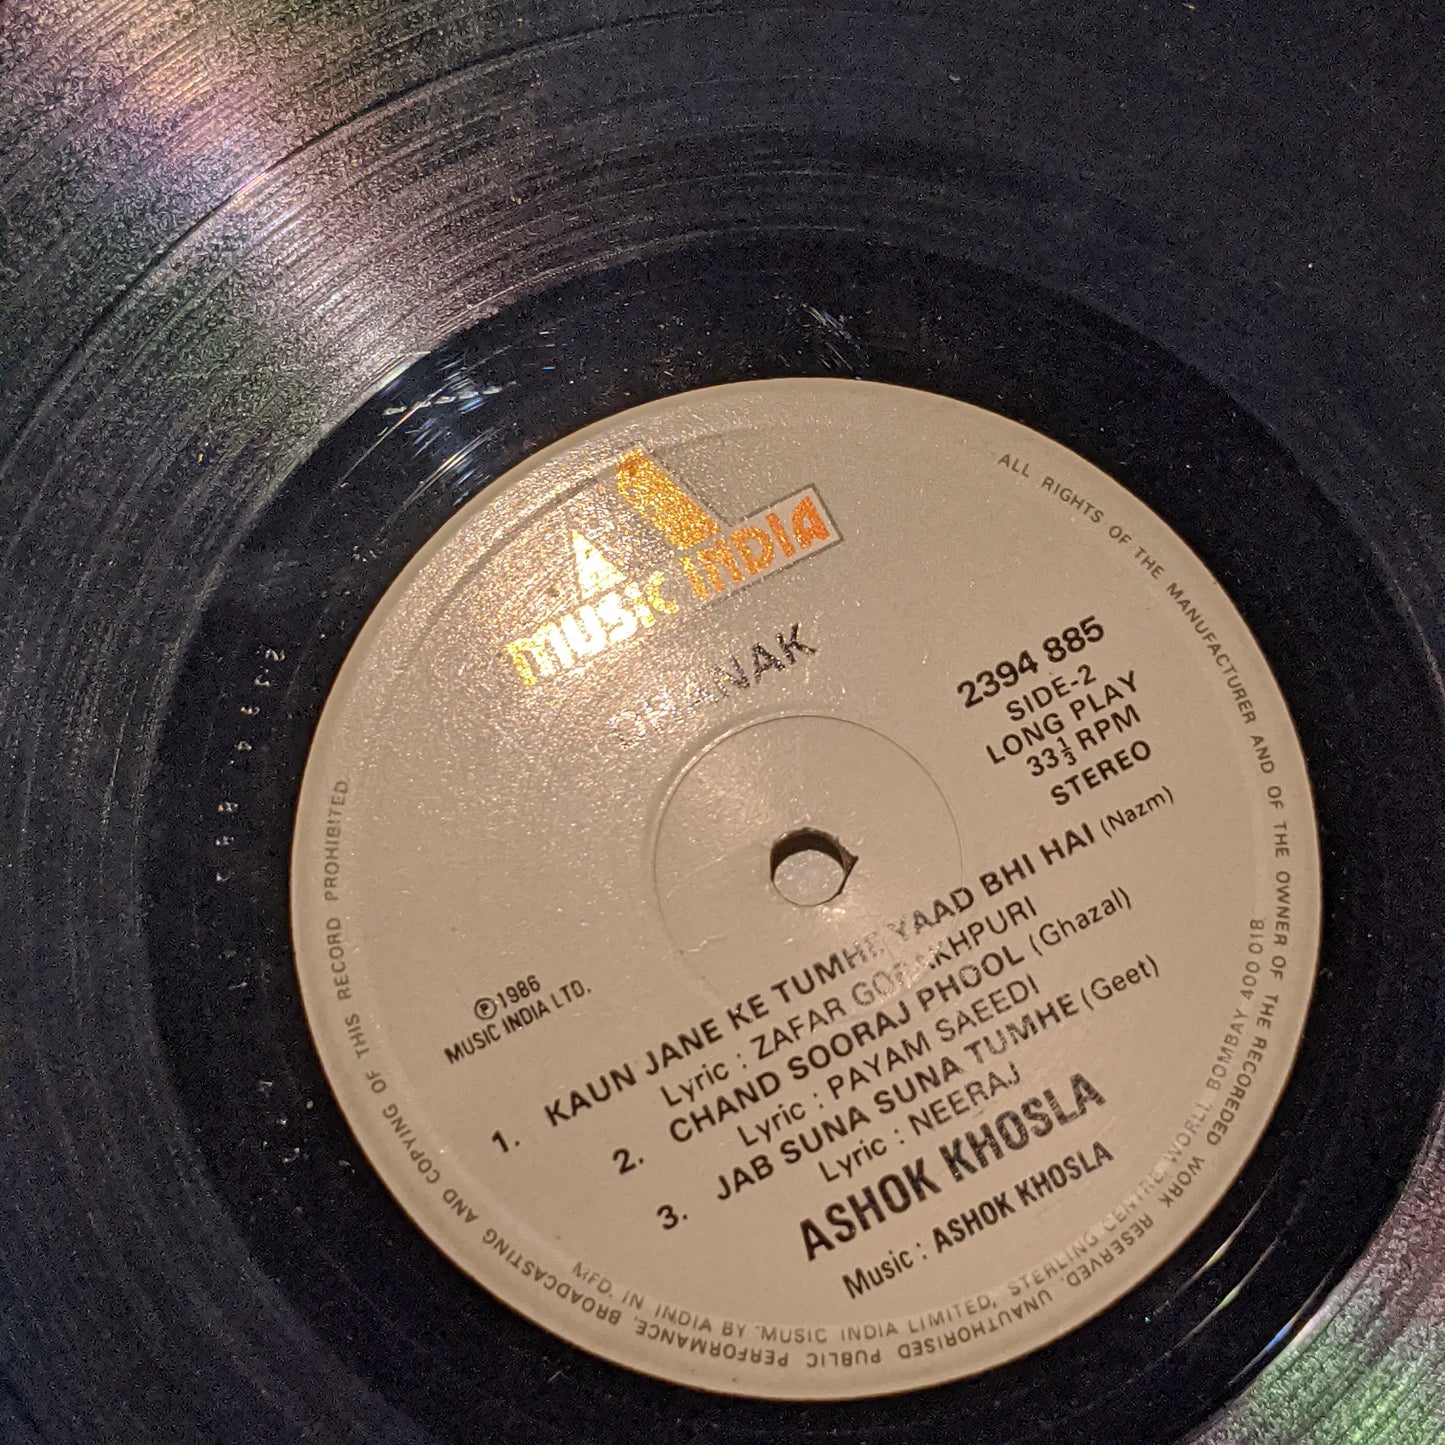 MUSIC INDIA
2394 885
SIDE-2
LONG PLAY
33 1/3 RPM
STEREO
℗ 1986
MUSIC INDIA LTD.
1. KAUN JANE KE TUMHE YAAD BHI HAI (Nazm)
Lyric : ZAFAR GORAKHPURI
2. CHAND SOORAJ PHOOL (Ghazal)
Lyric : PAYAM SAEEDI
3. JAB SUNA SUNA TUMHE (Geet)
Lyric : NEERAJ
ASHOK KHOSLA
Music : ASHOK KHOSLA
MFD. IN INDIA BY MUSIC INDIA LIMITED, STERLING CENTRE, WORLI, BOMBAY 400 018
ALL RIGHTS OF THE MANUFACTURER AND OF THE OWNER OF THE RECORDED WORK RESERVED. UNAUTHORISED PUBLIC PERFORMANCE, BROADCASTING AND COPYING OF THIS RECORD PROHIBITED.